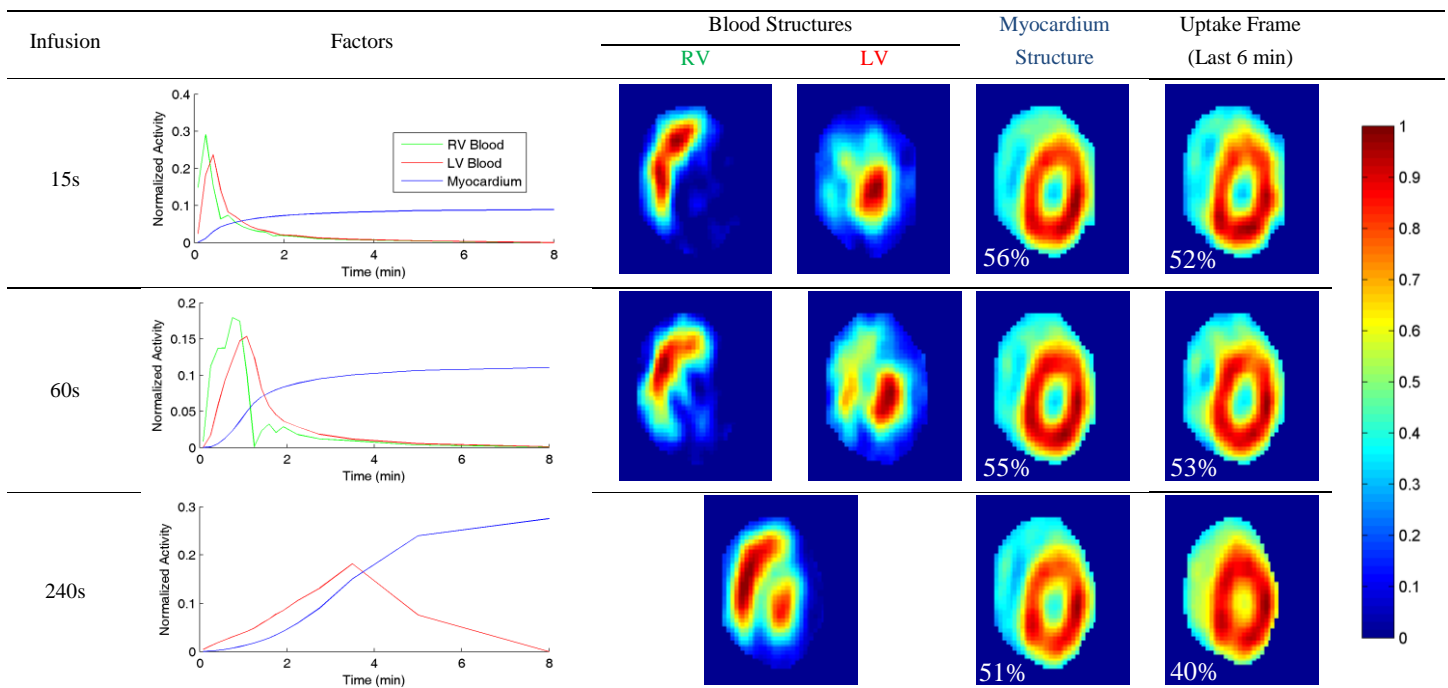 Infusion Factors Blood Structures Myocardium Structure Uptake Frame (Last 6 min)
RV LV
15s
Normalized Activity
0.4
0.3
0.2
0.1
0
0 2 4 6 8
Time (min)
RV Blood
LV Blood
Myocardium
56%
52%
60s
Normalized Activity
0.2
0.15
0.1
0.05
0
0 2 4 6 8
Time (min)
55%
53%
240s
Normalized Activity
0.3
0.2
0.1
0
0 2 4 6 8
Time (min)
51%
40%
1
0.9
0.8
0.7
0.6
0.5
0.4
0.3
0.2
0.1
0